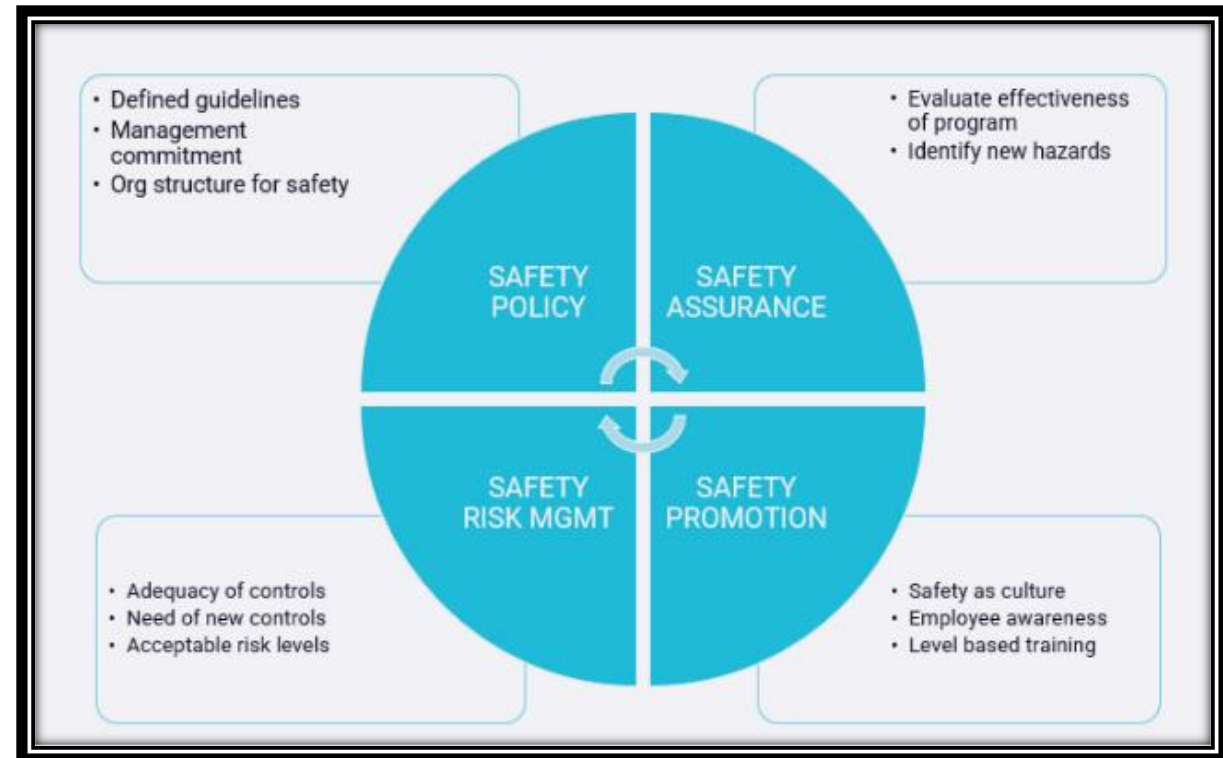 • Defined guidelines
• Management
commitment
• Org structure for safety
• Evaluate effectiveness
of program
• Identify new hazards
SAFETY
POLICY
SAFETY
ASSURANCE
SAFETY
RISK MGMT
SAFETY
PROMOTION
• Adequacy of controls
• Need of new controls
• Acceptable risk levels
• Safety as culture
• Employee awareness
• Level based training